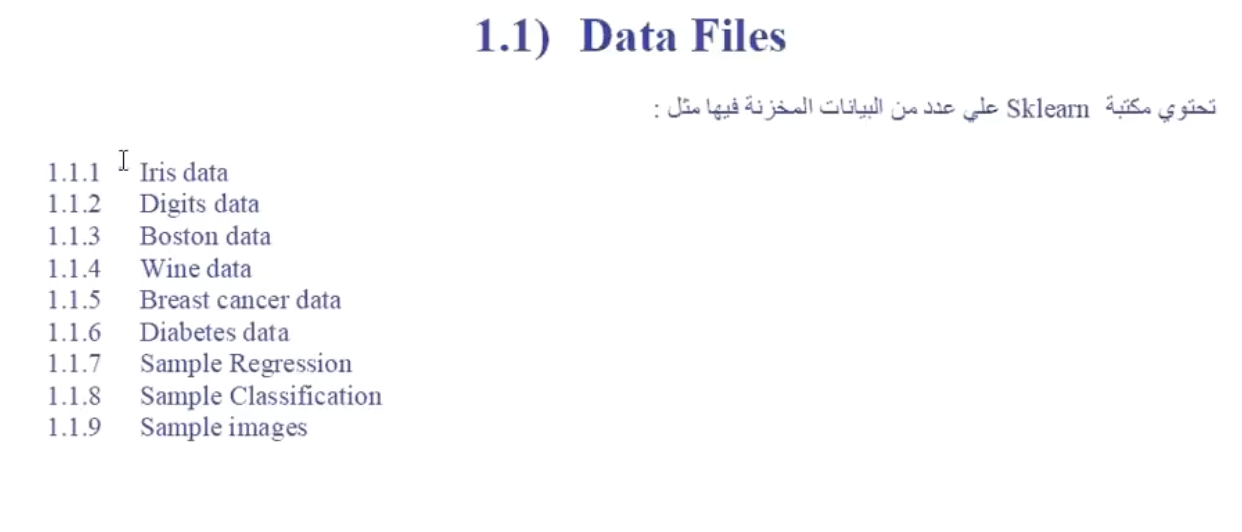 1.1) Data Files
تحتوي مكتبة Sklearn علي عدد من البيانات المخزنة فيها مثل :
1.1.1 Iris data
1.1.2 Digits data
1.1.3 Boston data
1.1.4 Wine data
1.1.5 Breast cancer data
1.1.6 Diabetes data
1.1.7 Sample Regression
1.1.8 Sample Classification
1.1.9 Sample images